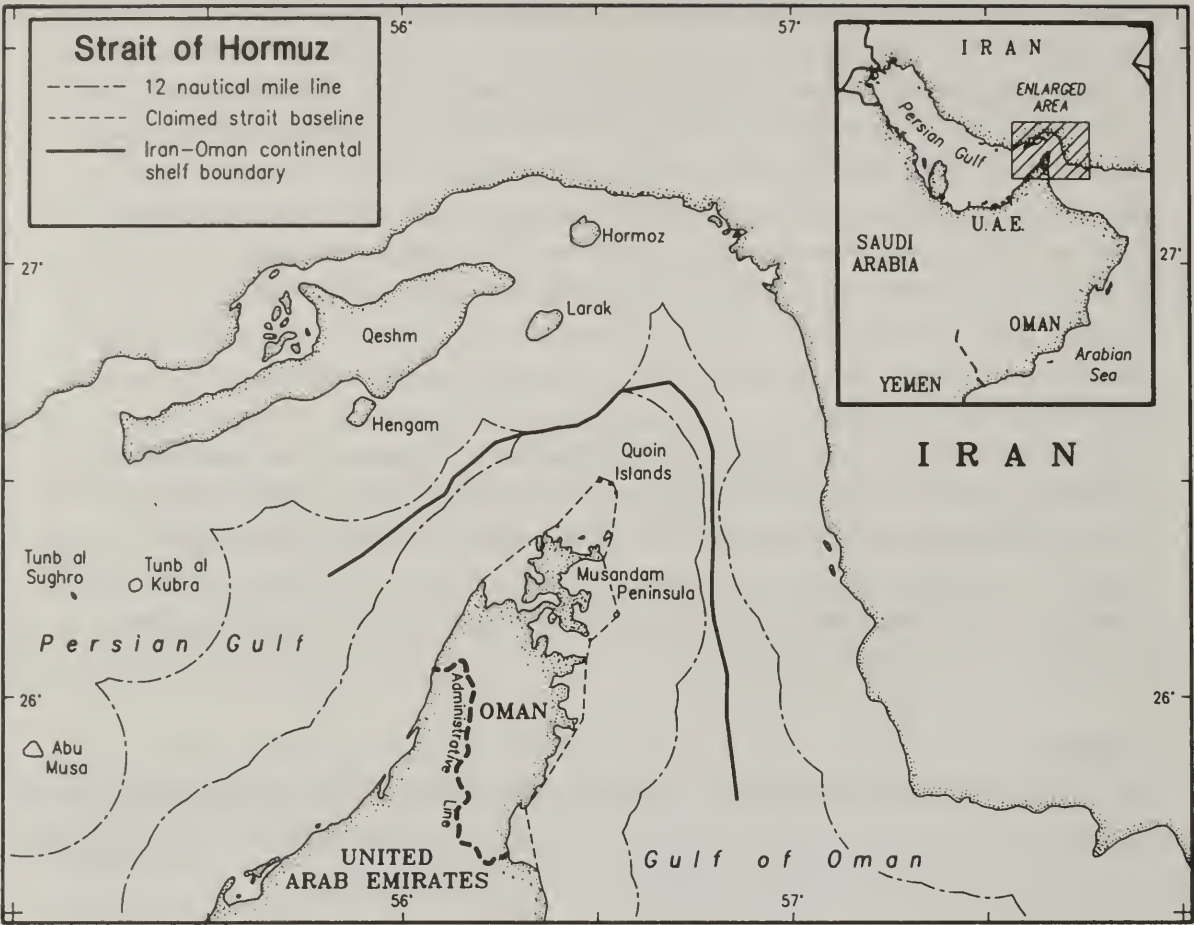 56°
57°
Strait of Hormuz
12 nautical mile line
Claimed strait baseline
Iran-Oman continental
shelf boundary
IRAN
ENLARGED
AREA
Persian Gulf
U.A.E.
SAUDI
ARABIA
OMAN
Arabian
Sea
YEMEN
27°
27°
Hormoz
Larak
Qeshm
Hengam
IRAN
Quoin
Islands
Tunb al
Sughro
Tunb al
Kubra
Musandam
Peninsula
Persian Gulf
26°
26°
Administrative
Line
OMAN
Abu
Musa
UNITED
ARAB EMIRATES
Gulf of Oman
56°
57°